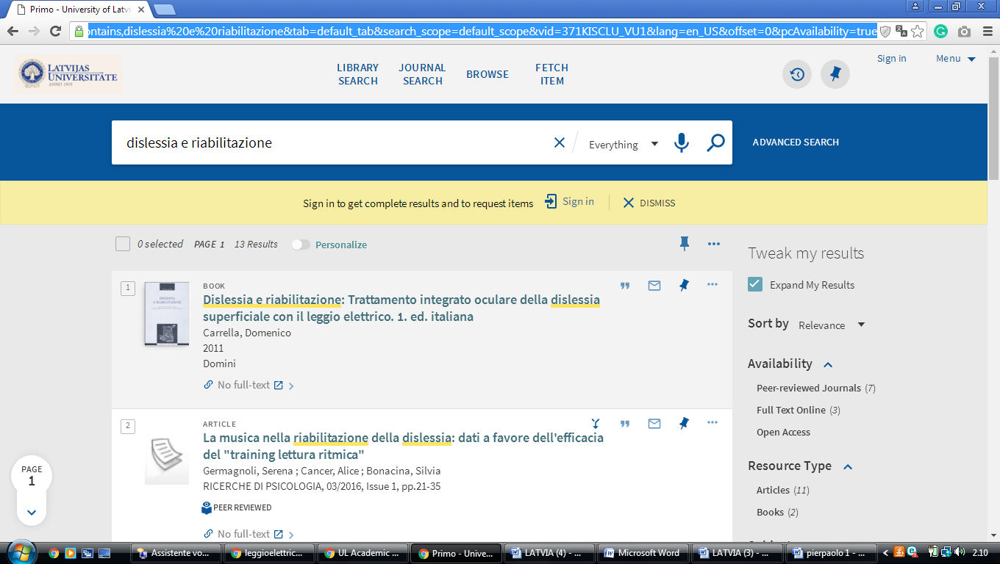 Primo - University of Latvi
ontains,dislessia%20e%20riabilitazione&tab=default_tab&search_scope=default_scope&vid=371KISCLU_VU1&lang=en_US&offset=0&pcAvailability=true
LATVIJAS
UNIVERSITĀTE
ANNO 1919
LIBRARY
SEARCH
JOURNAL
SEARCH
BROWSE
FETCH
ITEM
Sign in
Menu
dislessia e riabilitazione
Everything
ADVANCED SEARCH
Sign in to get complete results and to request items
Sign in
DISMISS
0 selected
PAGE 1
13 Results
Personalize
1
BOOK
Dislessia e riabilitazione: Trattamento integrato oculare della dislessia
superficiale con il leggio elettrico. 1. ed. italiana
Carrella, Domenico
2011
Domini
No full-text
DISLESSIA
E RIABILITAZIONE
2
ARTICLE
La musica nella riabilitazione della dislessia: dati a favore dell'efficacia
del "training lettura ritmica"
Germagnoli, Serena ; Cancer, Alice ; Bonacina, Silvia
RICERCHE DI PSICOLOGIA, 03/2016, Issue 1, pp.21-35
PEER REVIEWED
No full-text
Tweak my results
Expand My Results
Sort by Relevance
Availability
Peer-reviewed Journals (7)
Full Text Online (3)
Open Access
Resource Type
Articles (11)
Books (2)
PAGE
1
Assistente vo...
leggioelettric...
UL Academic ...
Primo - Unive...
LATVIA (4) - ...
Microsoft Word
LATVIA (3) - ...
pierpaolo 1 - ...
2.10